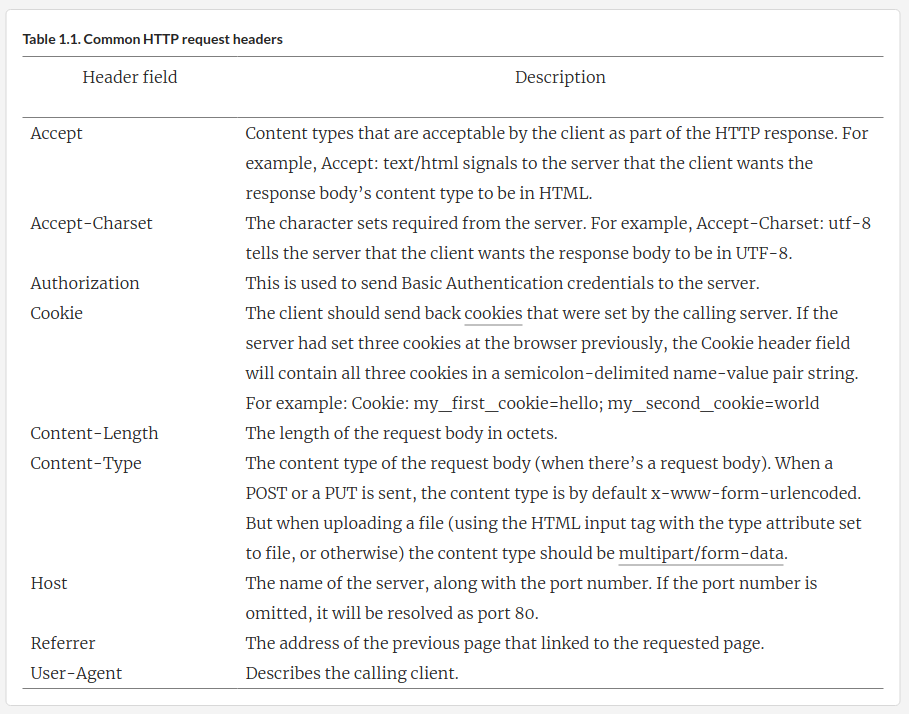 Table 1.1. Common HTTP request headers
Header field Description
Accept Content types that are acceptable by the client as part of the HTTP response. For
example, Accept: text/html signals to the server that the client wants the
response body’s content type to be in HTML.
Accept-Charset The character sets required from the server. For example, Accept-Charset: utf-8
tells the server that the client wants the response body to be in UTF-8.
Authorization This is used to send Basic Authentication credentials to the server.
Cookie The client should send back cookies that were set by the calling server. If the
server had set three cookies at the browser previously, the Cookie header field
will contain all three cookies in a semicolon-delimited name-value pair string.
For example: Cookie: my_first_cookie=hello; my_second_cookie=world
Content-Length The length of the request body in octets.
Content-Type The content type of the request body (when there’s a request body). When a
POST or a PUT is sent, the content type is by default x-www-form-urlencoded.
But when uploading a file (using the HTML input tag with the type attribute set
to file, or otherwise) the content type should be multipart/form-data.
Host The name of the server, along with the port number. If the port number is
omitted, it will be resolved as port 80.
Referrer The address of the previous page that linked to the requested page.
User-Agent Describes the calling client.